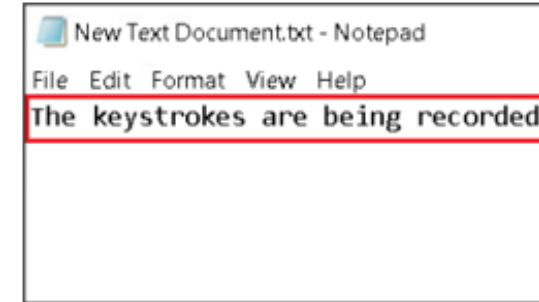 New Text Document.txt - Notepad
File Edit Format View Help
The keystrokes are being recorded